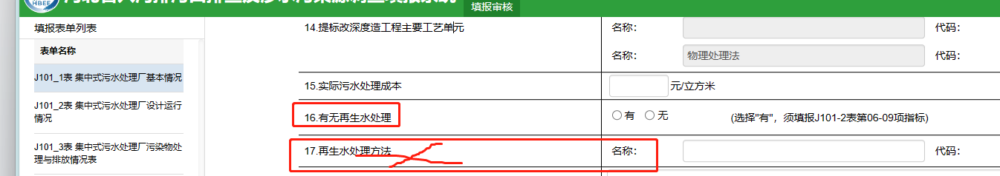 HBEE
填报审核
填报表单列表
表单名称
J101_1表 集中式污水处理厂基本情况
J101_2表 集中式污水处理厂设计运行
情况
J101_3表 集中式污水处理厂污染物处
理与排放情况表
14.提标改深度造工程主要工艺单元 名称: 代码:
名称: 物理处理法 代码:
15.实际污水处理成本 元/立方米
16.有无再生水处理 有 无 (选择"有"，须填报J101-2表第06-09项指标)
17.再生水处理方法 名称: 代码: